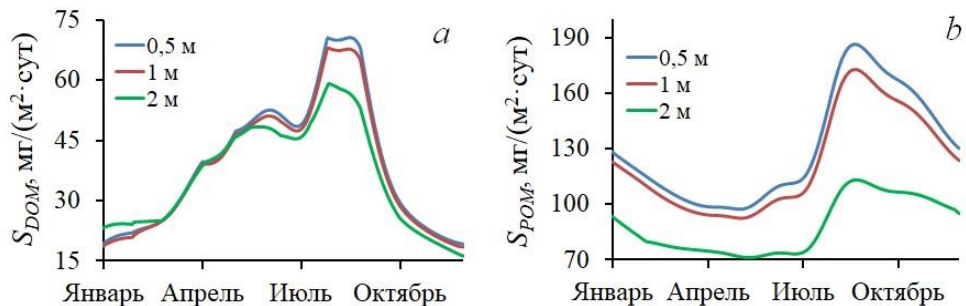 a
S_DOM, мг/(м²·сут)
75
60
45
30
15
0,5 м
1 м
2 м
Январь Апрель Июль Октябрь
b
S_POM, мг/(м²·сут)
190
160
130
100
70
0,5 м
1 м
2 м
Январь Апрель Июль Октябрь